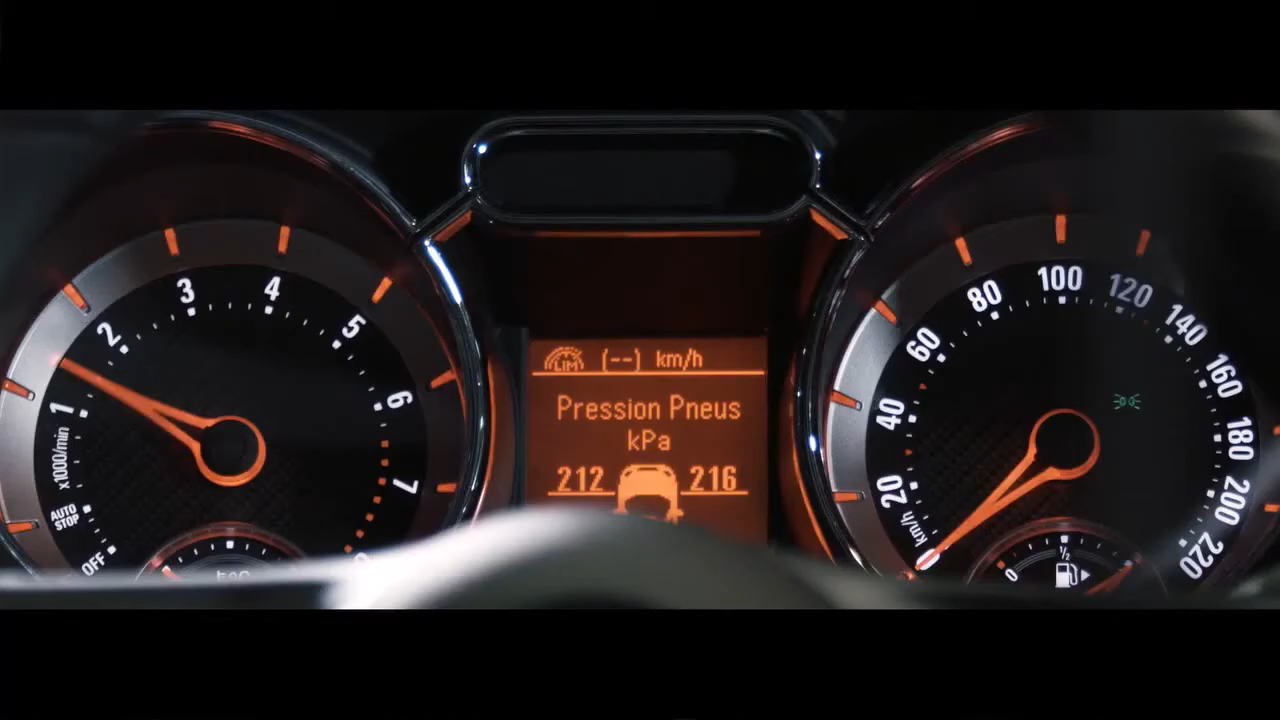 1
2
3
4
5
6
7
x1000/min
AUTO
STOP
OFF
LIM (--) km/h
Pression Pneus
kPa
212 216
km/h
0
20
40
60
80
100
120
140
160
180
200
220
0
1/2